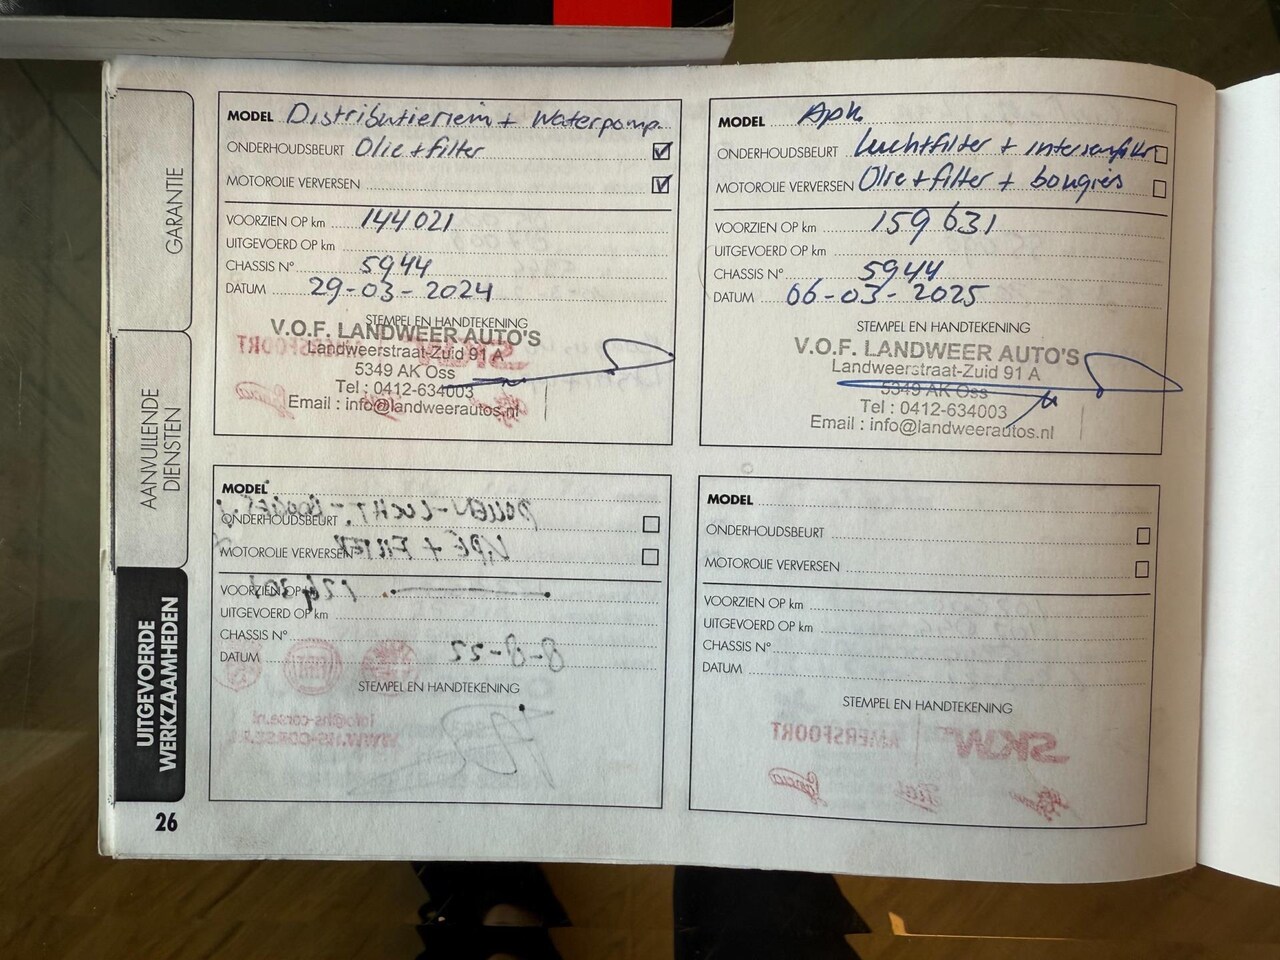 GARANTIE
AANVULLENDE
DIENSTEN
UITGEVOERDE
WERKZAAMHEDEN
26
MODEL Distributieriem + Waterpomp
ONDERHOUDSBEURT Olie + filter
MOTOROLIE VERVERSEN
VOORZIEN OP km 144021
UITGEVOERD OP km
CHASSIS N° 5944
DATUM 29-03-2024
STEMPEL EN HANDTEKENING
V.O.F. LANDWEER AUTO'S
Landweerstraat-Zuid 91 A
5349 AK Oss
Tel : 0412-634003
Email : info@landweerautos.nl
MODEL Apk
ONDERHOUDSBEURT Luchtfilter +
MOTOROLIE VERVERSEN Olie + filter + bougies
VOORZIEN OP km 159631
UITGEVOERD OP km
CHASSIS N° 5944
DATUM 06-03-2025
STEMPEL EN HANDTEKENING
V.O.F. LANDWEER AUTO'S
Landweerstraat-Zuid 91 A
5349 AK Oss
Tel : 0412-634003
Email : info@landweerautos.nl
MODEL
ONDERHOUDSBEURT
MOTOROLIE VERVERSEN
VOORZIEN OP km
UITGEVOERD OP km
CHASSIS N°
DATUM
STEMPEL EN HANDTEKENING
MODEL
ONDERHOUDSBEURT
MOTOROLIE VERVERSEN
VOORZIEN OP km
UITGEVOERD OP km
CHASSIS N°
DATUM
STEMPEL EN HANDTEKENING